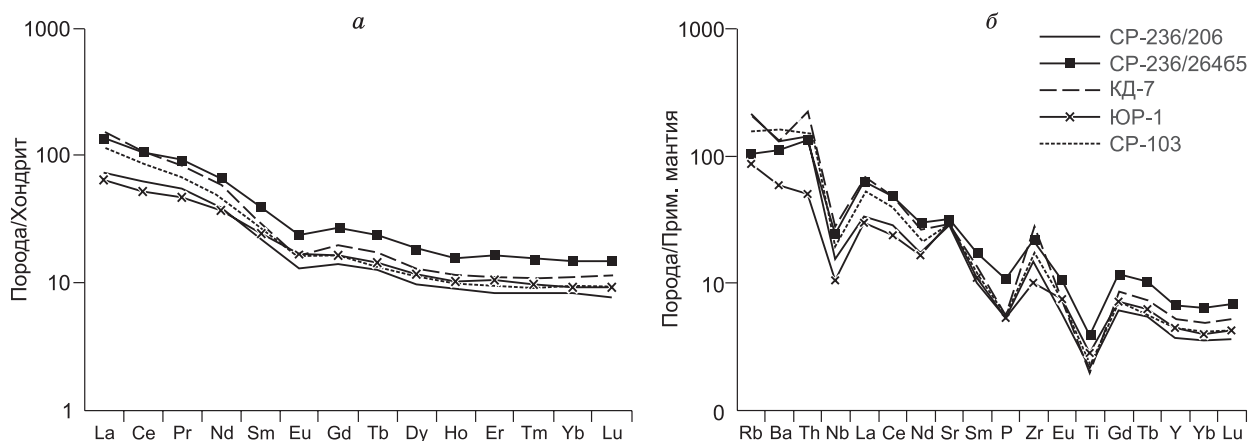 а
1000
100
10
1
Порода/Хондрит
La Ce Pr Nd Sm Eu Gd Tb Dy Ho Er Tm Yb Lu
б
1000
100
10
0
Порода/Прим. мантия
Rb Ba Th Nb La Ce Nd Sr Sm P Zr Eu Ti Gd Tb Y Yb Lu
СР-236/206
СР-236/264б5
КД-7
ЮР-1
СР-103